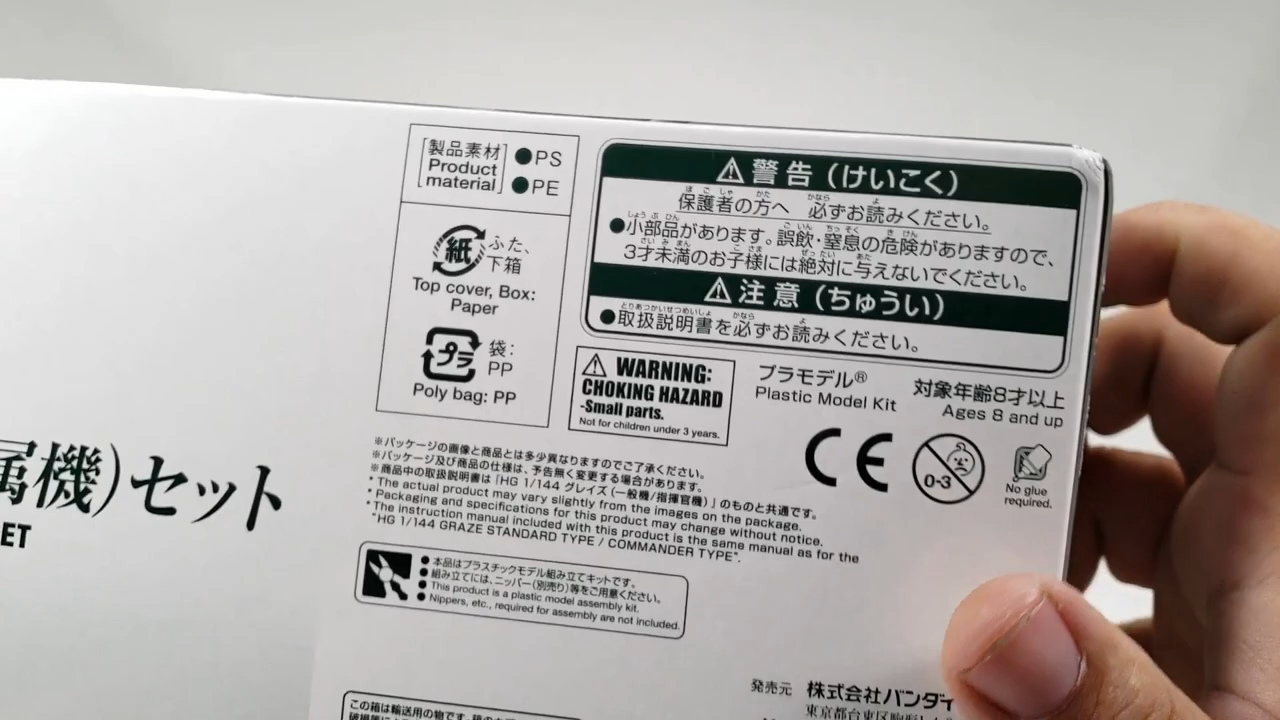 [製品素材]
Product
material
●PS
●PE
紙
ふた、
下箱
Top cover, Box:
Paper
プラ
袋:
PP
Poly bag: PP
⚠警告(けいこく)
保護者の方へ 必ずお読みください。
●小部品があります。誤飲・窒息の危険がありますので、
3才未満のお子様には絶対に与えないでください。
⚠注意(ちゅうい)
●取扱説明書を必ずお読みください。
⚠WARNING:
CHOKING HAZARD
-Small parts.
Not for children under 3 years.
プラモデル®
Plastic Model Kit
対象年齢8才以上
Ages 8 and up
CE
0-3
No glue
required.
※パッケージの画像と商品とは多少異なりますのでご了承ください。
※パッケージ及び商品の仕様は、予告無く変更する場合があります。
※商品中の取扱説明書は「HG 1/144 グレイズ (一般機/指揮官機)」のものと共通です。
* The actual product may vary slightly from the images on the package.
* Packaging and specifications for this product may change without notice.
* The instruction manual included with this product is the same manual as for the
"HG 1/144 GRAZE STANDARD TYPE / COMMANDER TYPE".
属機)セット
ET
●本品はプラスチックモデル組み立てキットです。
●組み立てには、ニッパー(別売り)等をご用意ください。
●This product is a plastic model assembly kit.
●Nippers, etc., required for assembly are not included.
発売元 株式会社バンダイ
東京都台東区駒形
この箱は輸送用の物です。